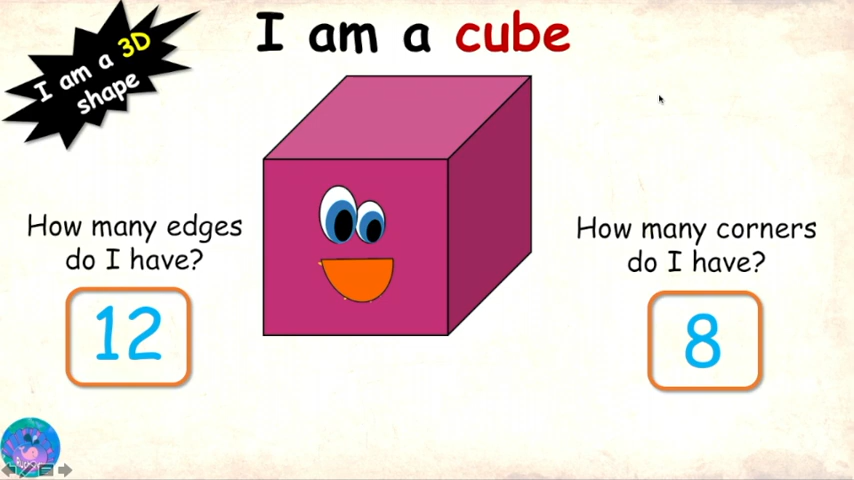 I am a 3D
shape
I am a cube
How many edges
do I have?
12
How many corners
do I have?
8